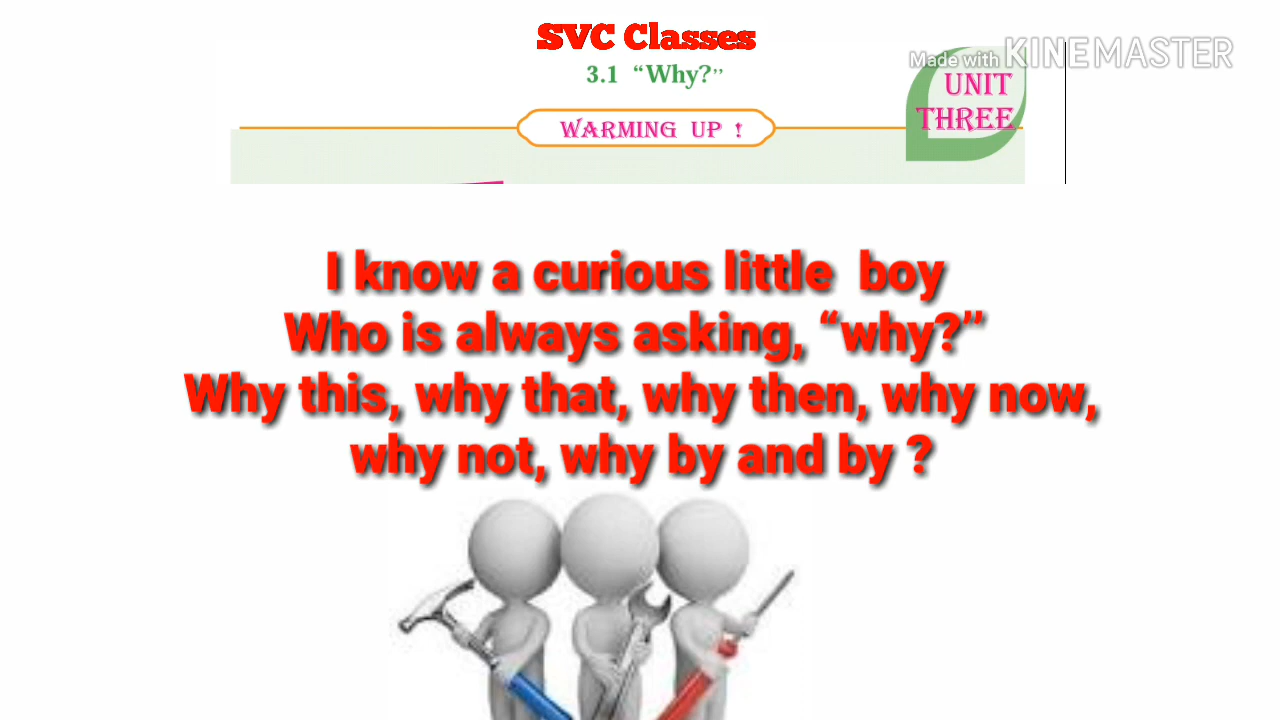 SVC Classes
Made with KINEMASTER
3.1 “Why?”
UNIT
THREE
WARMING UP !
I know a curious little boy
Who is always asking, “why?”
Why this, why that, why then, why now,
why not, why by and by ?